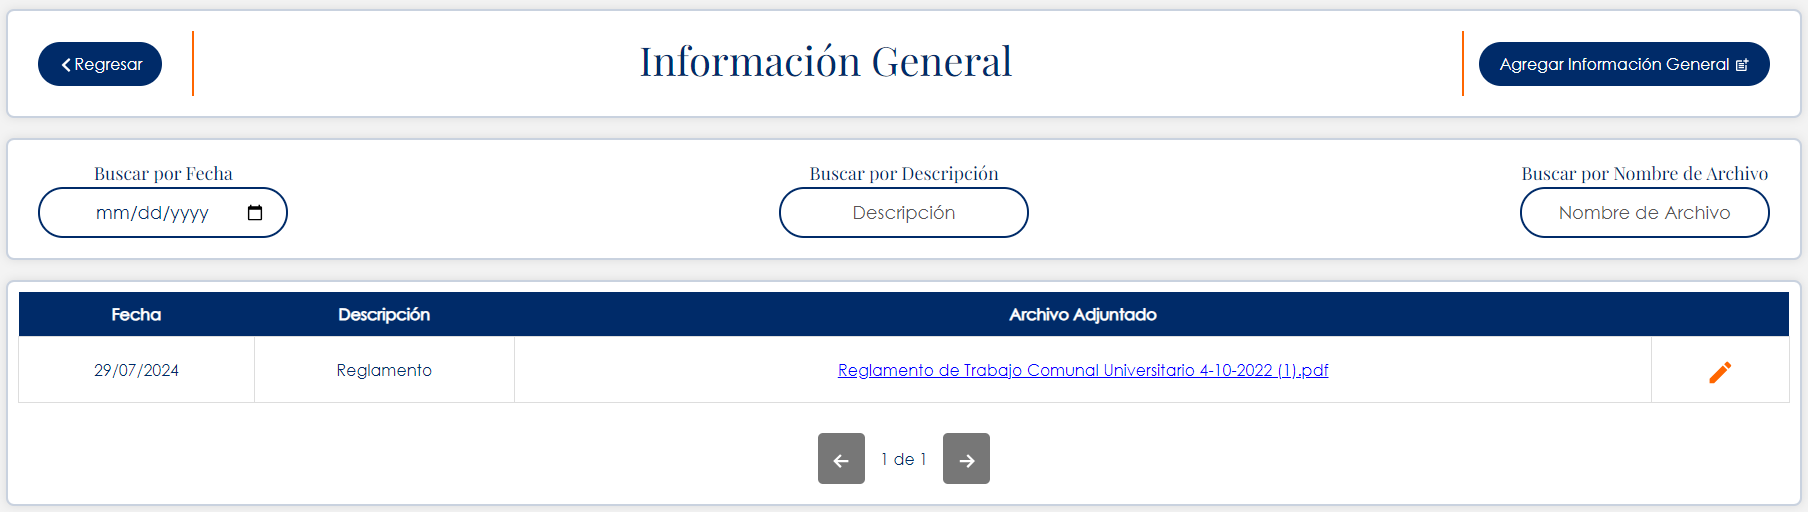 Regresar
Información General
Agregar Información General
Buscar por Fecha
mm/dd/yyyy
Buscar por Descripción
Descripción
Buscar por Nombre de Archivo
Nombre de Archivo
Fecha Descripción Archivo Adjuntado
29/07/2024 Reglamento Reglamento de Trabajo Comunal Universitario 4-10-2022 (1).pdf
1 de 1